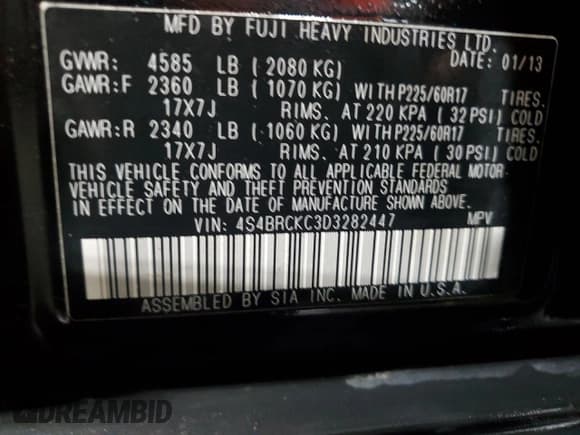 MFD BY FUJI HEAVY INDUSTRIES LTD.
GVWR: 4585 LB ( 2080 KG) DATE: 01/13
GAWR:F 2360 LB ( 1070 KG) WITH P225/60R17 TIRES.
17X7J RIMS. AT 220 KPA ( 32 PSI) COLD
GAWR:R 2340 LB ( 1060 KG) WITH P225/60R17 TIRES.
17X7J RIMS. AT 210 KPA ( 30 PSI) COLD
THIS VEHICLE CONFORMS TO ALL APPLICABLE FEDERAL MOTOR
VEHICLE SAFETY AND THEFT PREVENTION STANDARDS
IN EFFECT ON THE DATE OF MANUFACTURE SHOWN ABOVE.
VIN: 4S4BRCKC3D3282447 MPV
ASSEMBLED BY SIA INC. MADE IN U.S.A.
DREAMBID